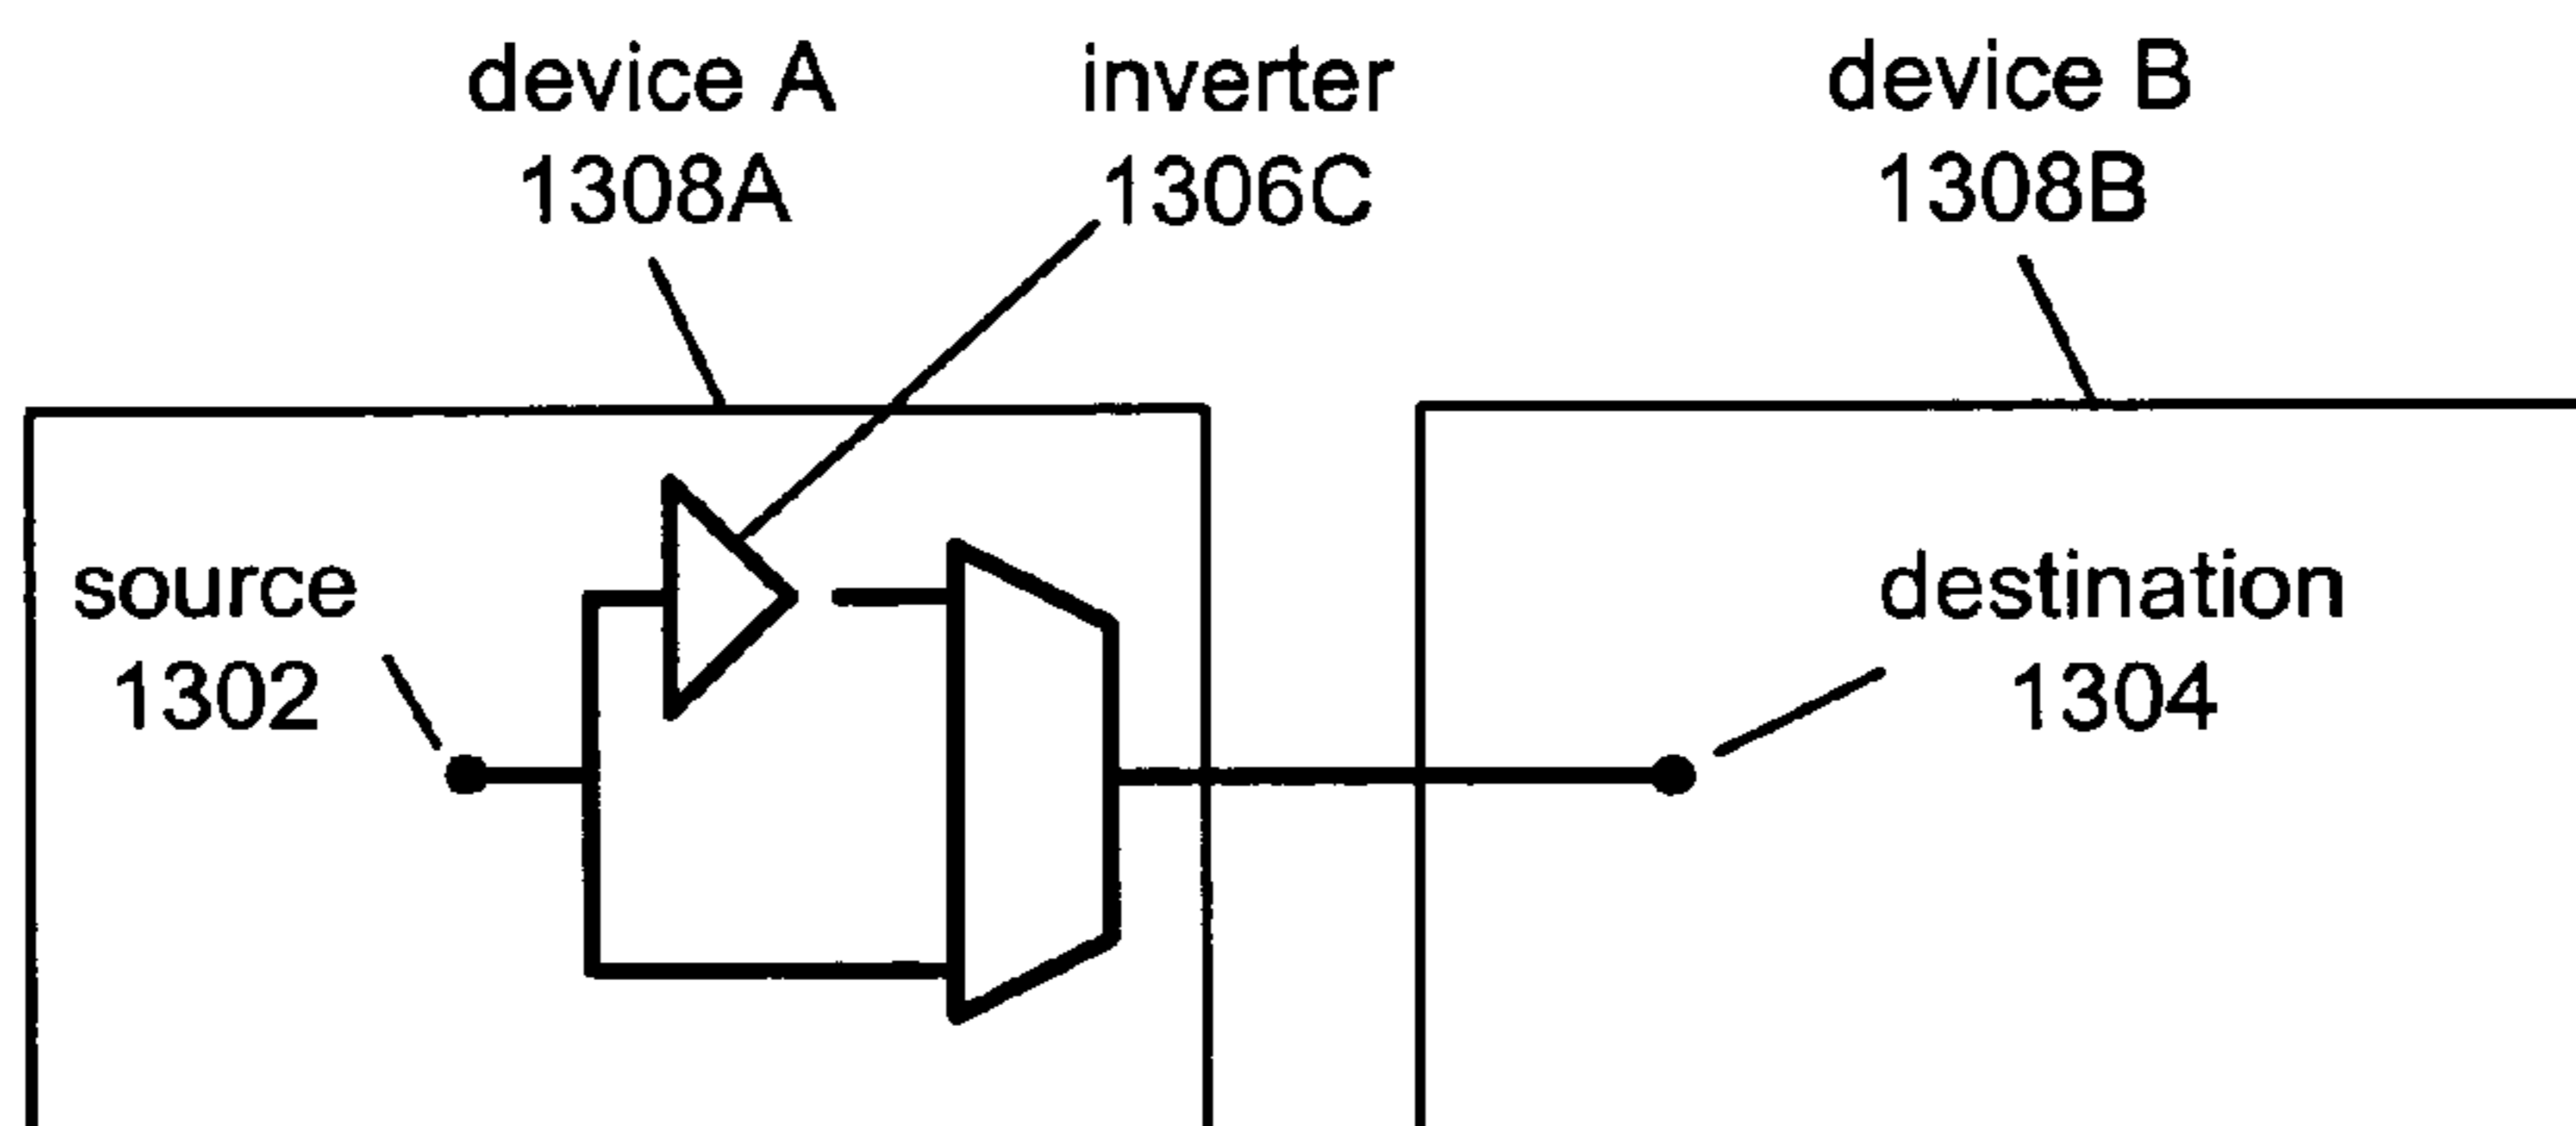 device A
1308A
inverter
1306C
device B
1308B
source
1302
destination
1304